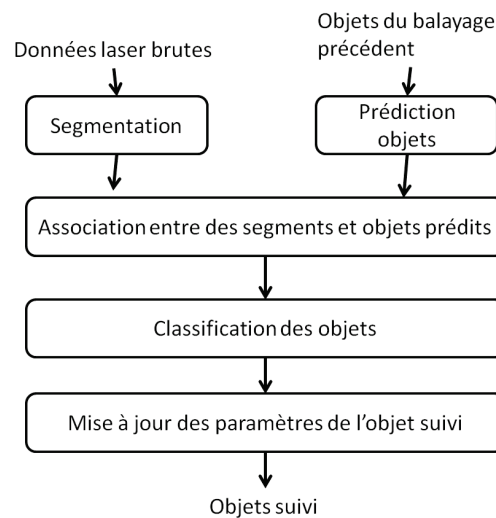 Données laser brutes
Objets du balayage
précédent
Segmentation
Prédiction
objets
Association entre des segments et objets prédits
Classification des objets
Mise à jour des paramètres de l'objet suivi
Objets suivi